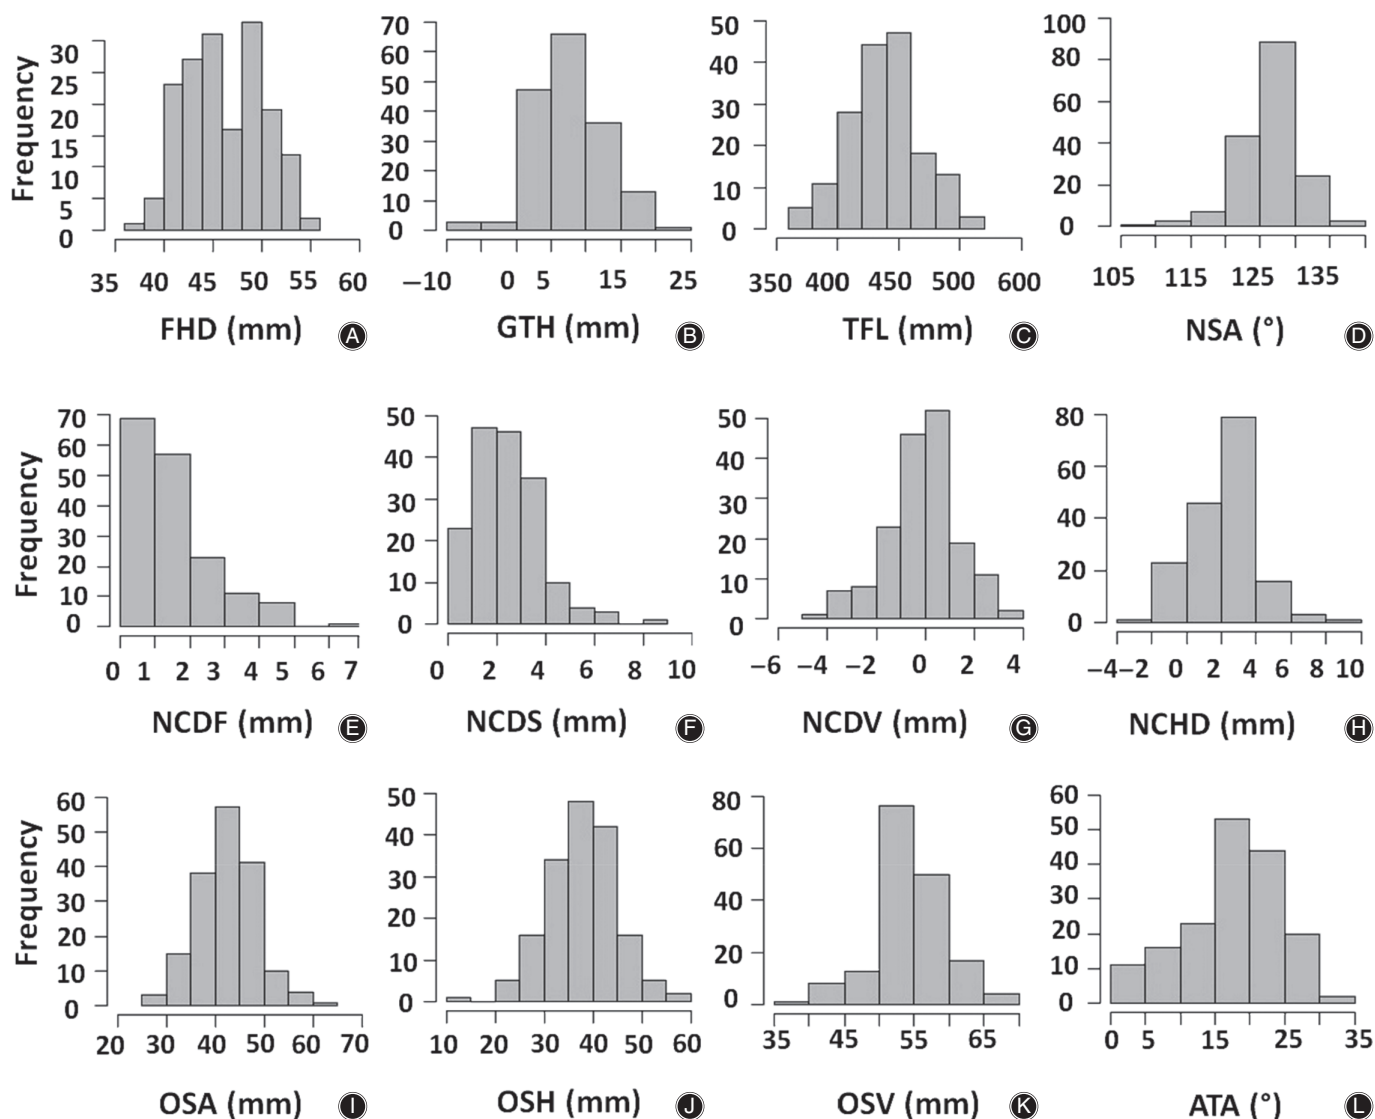 Frequency
0 5 10 15 20 25 30
35 40 45 50 55 60
FHD (mm) A
0 10 20 30 40 50 60 70
−10 0 5 15 25
GTH (mm) B
0 10 20 30 40 50
350 400 450 500 600
TFL (mm) C
0 20 40 60 80 100
105 115 125 135
NSA (°) D
Frequency
0 10 20 30 40 50 60 70
0 1 2 3 4 5 6 7
NCDF (mm) E
0 10 20 30 40 50
0 2 4 6 8 10
NCDS (mm) F
0 10 20 30 40 50
−6 −4 −2 0 2 4
NCDV (mm) G
0 20 40 60 80
−4−2 0 2 4 6 8 10
NCHD (mm) H
Frequency
0 10 20 30 40 50 60
20 30 40 50 60 70
OSA (mm) I
0 10 20 30 40 50
10 20 30 40 50 60
OSH (mm) J
0 20 40 60 80
35 45 55 65
OSV (mm) K
0 10 20 30 40 50 60
0 5 15 25 35
ATA (°) L